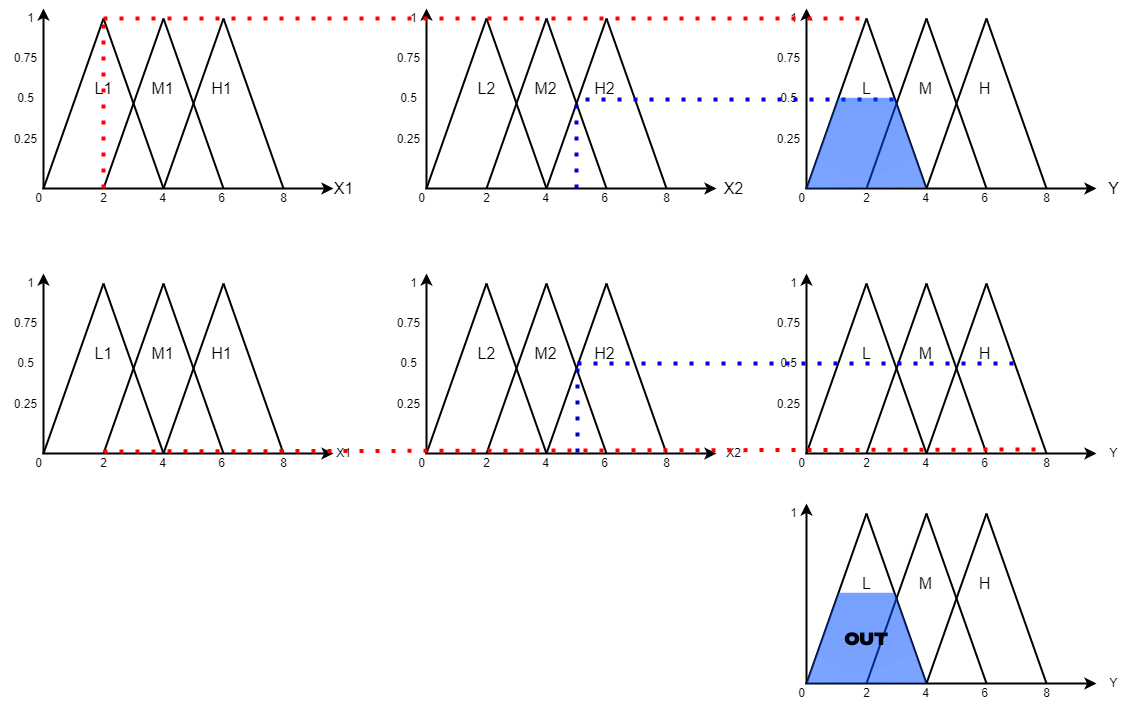 1 1 1
0.75 0.75 0.75
L1 M1 H1 L2 M2 H2 L M H
0.5 0.5 0.5
0.25 0.25 0.25
X1 X2 Y
0 2 4 6 8 0 2 4 6 8 0 2 4 6 8
1 1 1
0.75 0.75 0.75
L1 M1 H1 L2 M2 H2 L M H
0.5 0.5 0.5
0.25 0.25 0.25
X1 X2 Y
0 2 4 6 8 0 2 4 6 8 0 2 4 6 8
1
L M H
OUT
Y
0 2 4 6 8